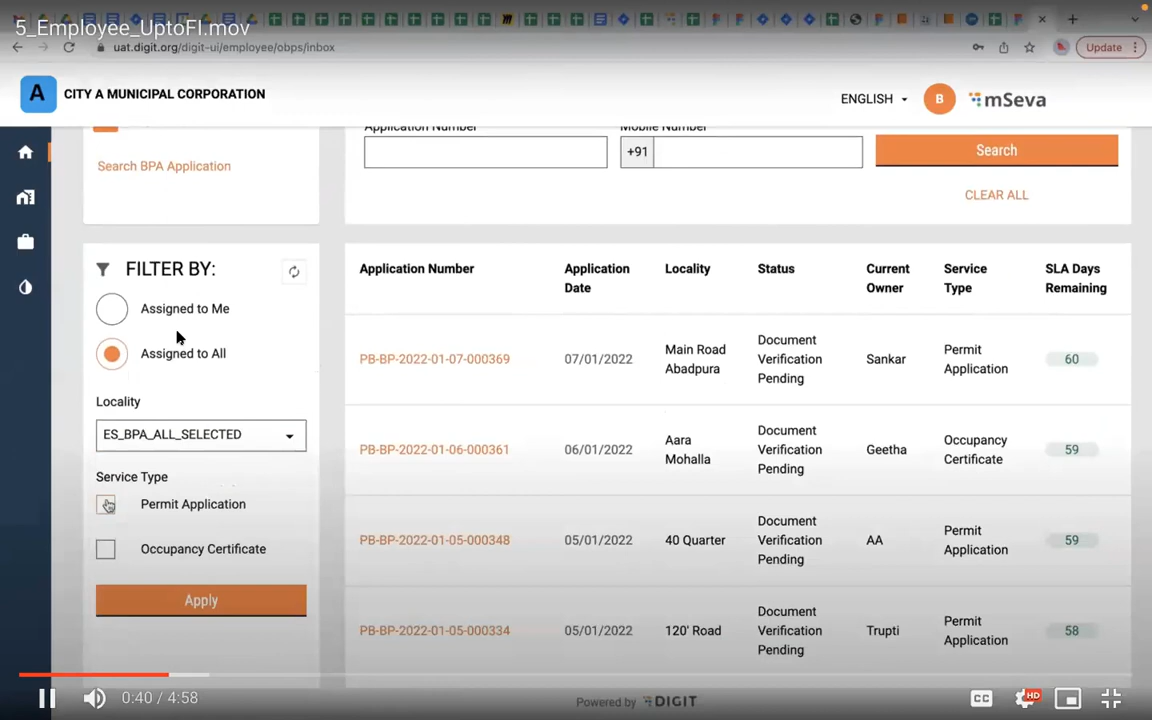 5_Employee_UptoFI.mov
uat.digit.org/digit-ui/employee/obps/inbox
Update
A
CITY A MUNICIPAL CORPORATION
ENGLISH
B
mSeva
Search BPA Application
Application Number
Mobile Number
+91
Search
CLEAR ALL
FILTER BY:
Assigned to Me
Assigned to All
Locality
ES_BPA_ALL_SELECTED
Service Type
Permit Application
Occupancy Certificate
Apply
Application Number
Application
Date
Locality
Status
Current
Owner
Service
Type
SLA Days
Remaining
PB-BP-2022-01-07-000369
07/01/2022
Main Road
Abadpura
Document
Verification
Pending
Sankar
Permit
Application
60
PB-BP-2022-01-06-000361
06/01/2022
Aara
Mohalla
Document
Verification
Pending
Geetha
Occupancy
Certificate
59
PB-BP-2022-01-05-000348
05/01/2022
40 Quarter
Document
Verification
Pending
AA
Permit
Application
59
PB-BP-2022-01-05-000334
05/01/2022
120' Road
Document
Verification
Pending
Trupti
Permit
Application
58
0:40 / 4:58
Powered by DIGIT
CC
HD